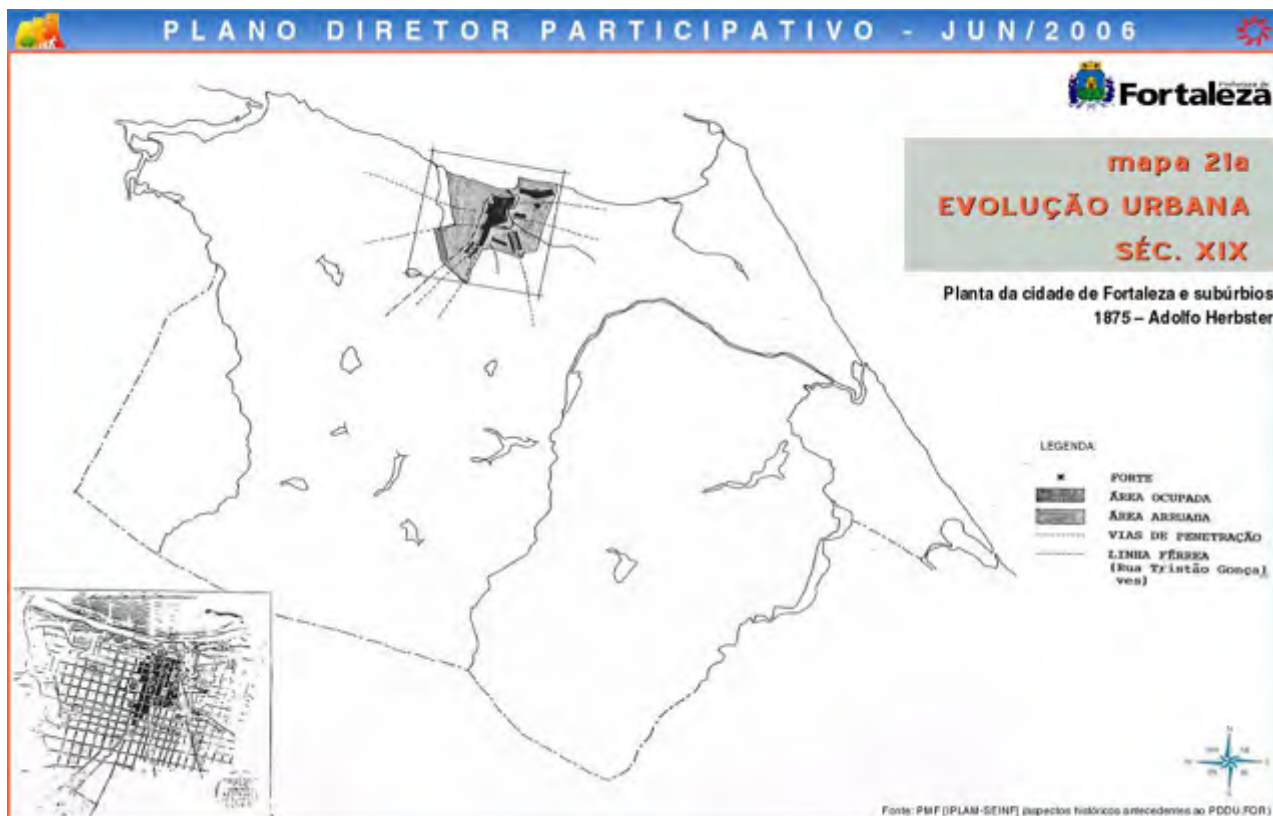 PLANO DIRETOR PARTICIPATIVO - JUN/2006
Prefeitura de
Fortaleza
mapa 21a
EVOLUÇÃO URBANA
SÉC. XIX
Planta da cidade de Fortaleza e subúrbios
1875 – Adolfo Herbster
LEGENDA:
FORTE
ÁREA OCUPADA
ÁREA ARRUADA
VIAS DE PENETRAÇÃO
LINHA FÉRREA
(Rua Tristão Gonçal
ves)
Fonte: PMF [IPLAM-SEINF] (aspectos históricos antecedentes ao PDDU.FOR)